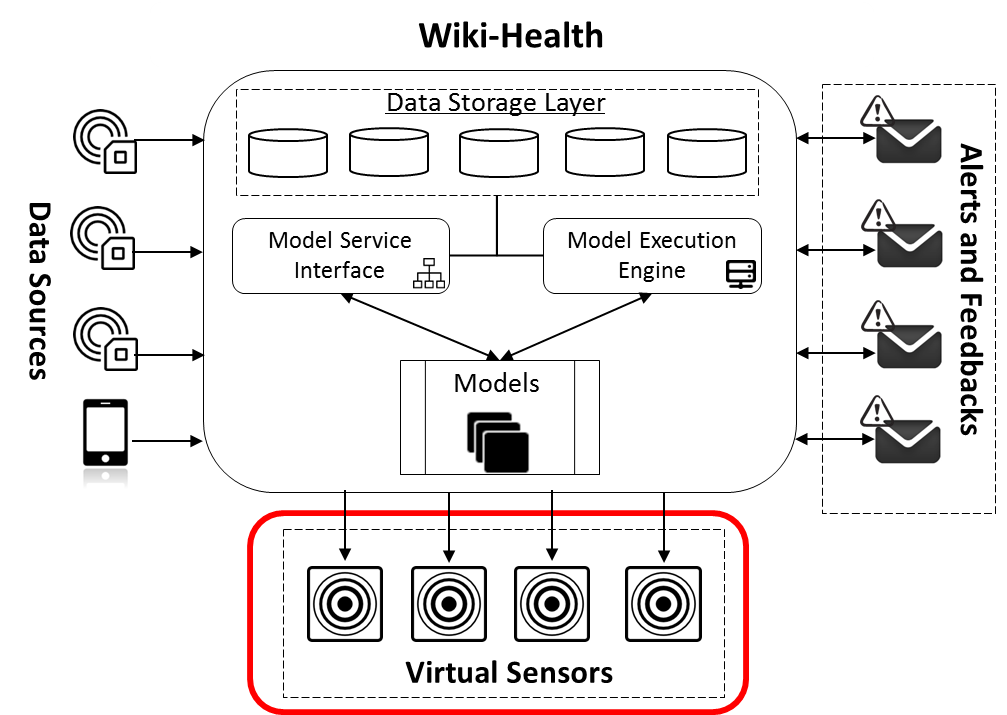 Wiki-Health
Data Storage Layer
Data Sources
Model Service
Interface
Model Execution
Engine
Models
Alerts and Feedbacks
Virtual Sensors